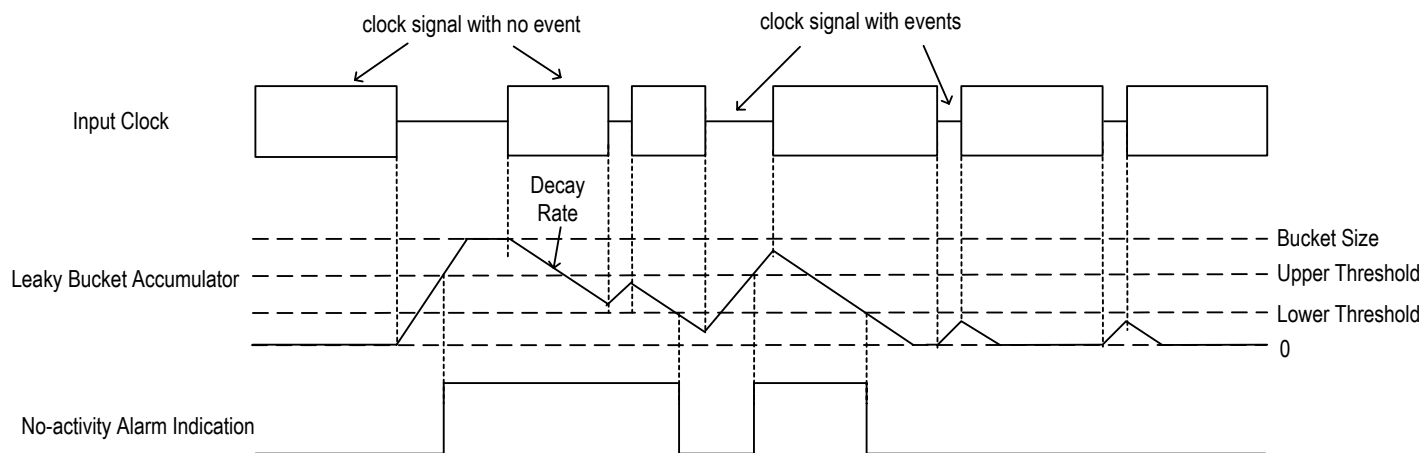 clock signal with no event
clock signal with events
Input Clock
Decay
Rate
Bucket Size
Leaky Bucket Accumulator
Upper Threshold
Lower Threshold
0
No-activity Alarm Indication